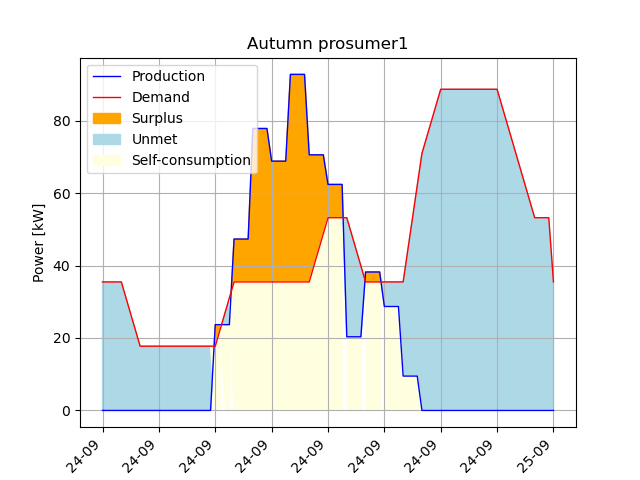 Autumn prosumer1
Production
Demand
Surplus
Unmet
Self-consumption
Power [kW]
80
60
40
20
0
24-09
24-09
24-09
24-09
24-09
24-09
24-09
24-09
25-09